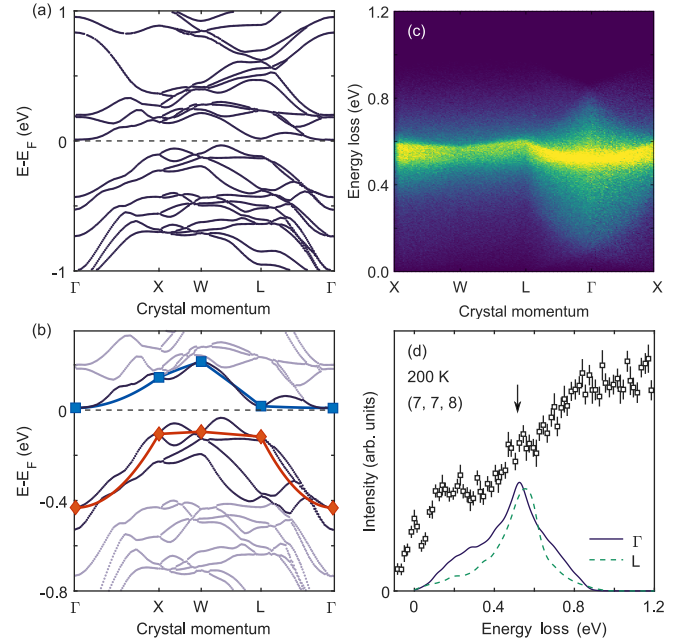 (a)
1
0
-1
E-E_F (eV)
Γ X W L Γ
Crystal momentum
(c)
1.2
0.8
0.4
0.0
Energy loss (eV)
X W L Γ X
Crystal momentum
(b)
0
-0.4
-0.8
E-E_F (eV)
Γ X W L Γ
Crystal momentum
(d)
200 K
(7, 7, 8)
Γ
L
Intensity (arb. units)
0
0 0.4 0.8 1.2
Energy loss (eV)